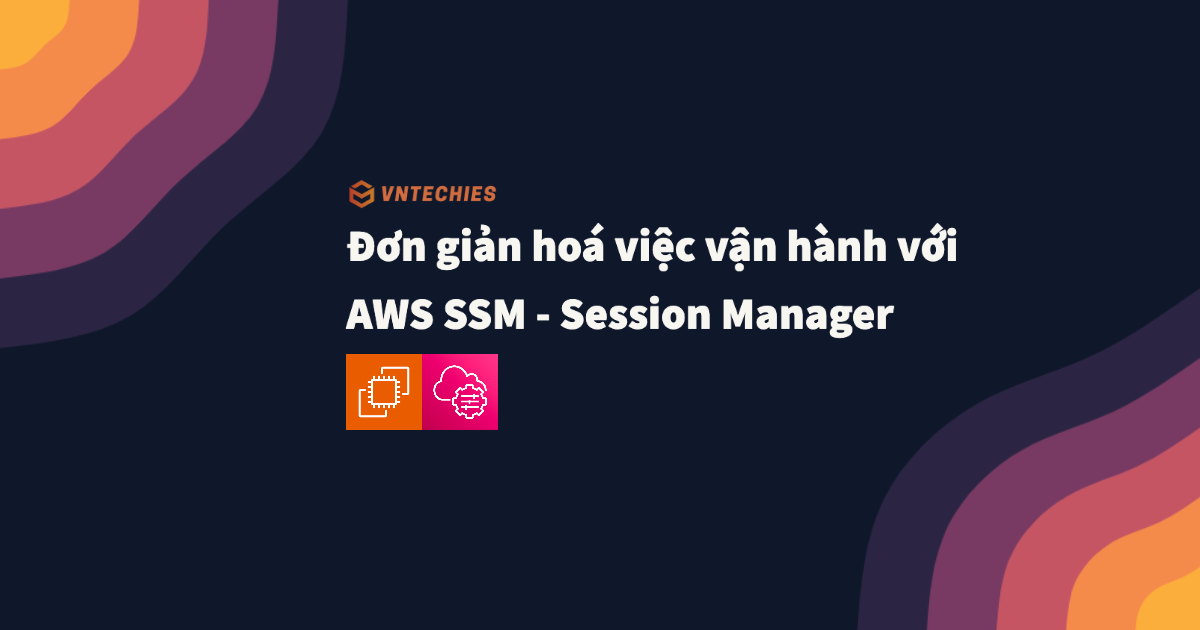 VNTECHIES
Đơn giản hoá việc vận hành với
AWS SSM - Session Manager